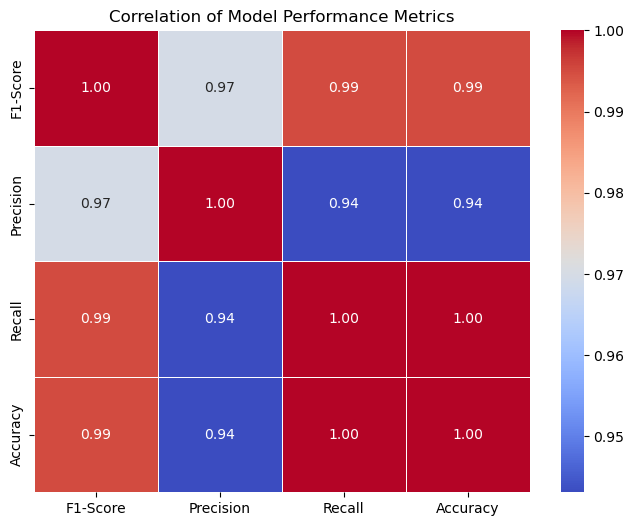 Correlation of Model Performance Metrics
F1-Score
1.00 0.97 0.99 0.99
Precision
0.97 1.00 0.94 0.94
Recall
0.99 0.94 1.00 1.00
Accuracy
0.99 0.94 1.00 1.00
F1-Score Precision Recall Accuracy
1.00
0.99
0.98
0.97
0.96
0.95